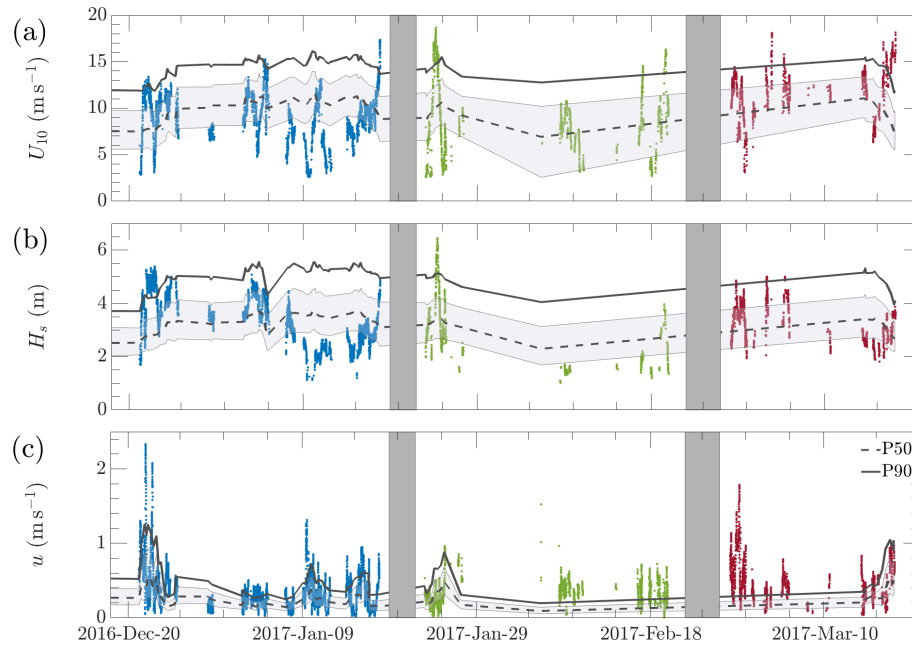 (a)
U10 (m s−1)
20
15
10
5
0
(b)
Hs (m)
6
4
2
0
(c)
u (m s−1)
2
1
0
P50
P90
2016-Dec-20 2017-Jan-09 2017-Jan-29 2017-Feb-18 2017-Mar-10